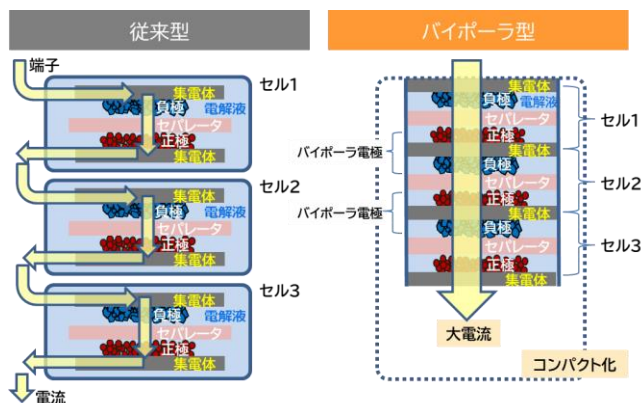 従来型
端子
セル1
集電体
負極
電解液
セパレータ
正極
集電体
セル2
集電体
負極
電解液
セパレータ
正極
集電体
セル3
集電体
負極
電解液
セパレータ
正極
集電体
電流
バイポーラ型
集電体
負極
電解液
セパレータ
セル1
正極
バイポーラ電極
集電体
負極
セパレータ
セル2
正極
バイポーラ電極
集電体
負極
セパレータ
セル3
正極
集電体
大電流
コンパクト化